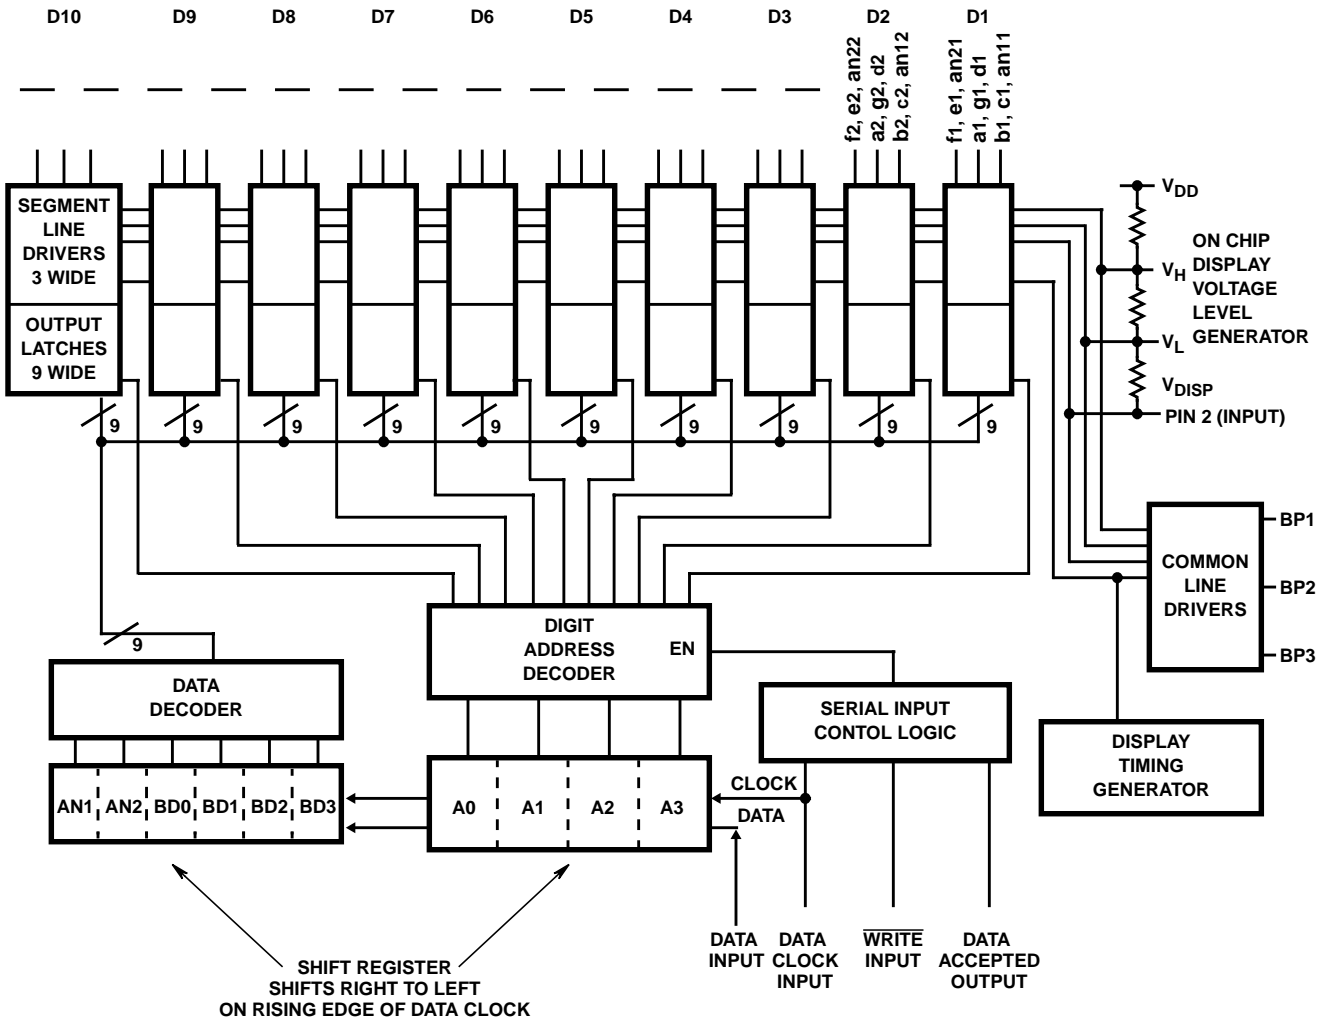 D10 D9 D8 D7 D6 D5 D4 D3 D2 D1
f2, e2, an22
a2, g2, d2
b2, c2, an12
f1, e1, an21
a1, g1, d1
b1, c1, an11
SEGMENT
LINE
DRIVERS
3 WIDE
OUTPUT
LATCHES
9 WIDE
VDD
VH
VL
VDISP
PIN 2 (INPUT)
ON CHIP
DISPLAY
VOLTAGE
LEVEL
GENERATOR
9 9 9 9 9 9 9 9 9 9
COMMON
LINE
DRIVERS
BP1
BP2
BP3
DIGIT
ADDRESS
DECODER
EN
9
DATA
DECODER
SERIAL INPUT
CONTOL LOGIC
DISPLAY
TIMING
GENERATOR
AN1 AN2 BD0 BD1 BD2 BD3
A0 A1 A2 A3
CLOCK
DATA
DATA
INPUT
DATA
CLOCK
INPUT
WRITE
INPUT
DATA
ACCEPTED
OUTPUT
SHIFT REGISTER
SHIFTS RIGHT TO LEFT
ON RISING EDGE OF DATA CLOCK